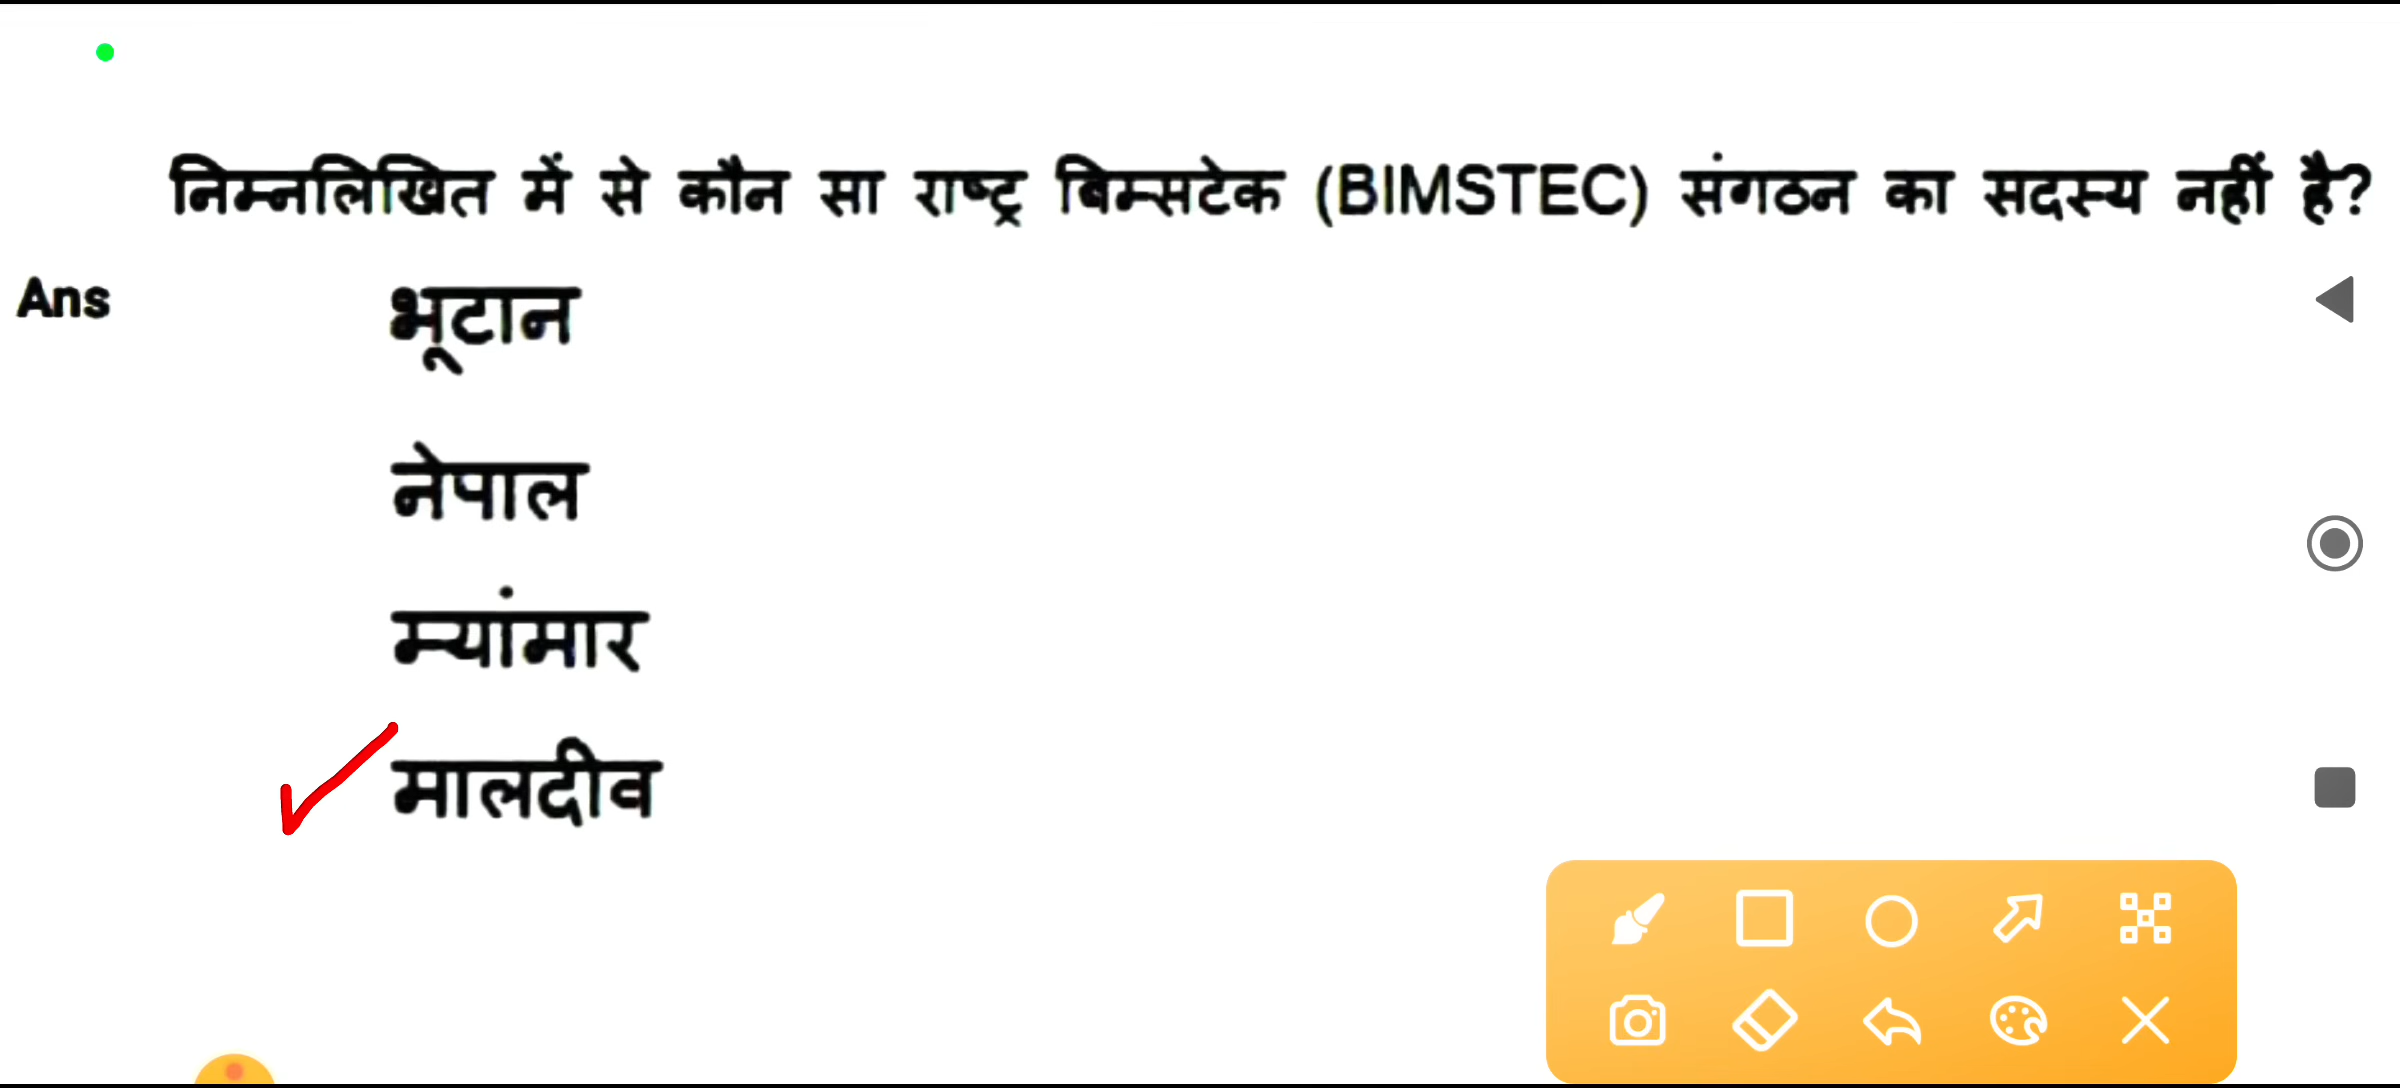 निम्नलिखित में से कौन सा राष्ट्र बिम्सटेक (BIMSTEC) संगठन का सदस्य नहीं है?
Ans भूटान
नेपाल
म्यांमार
मालदीव